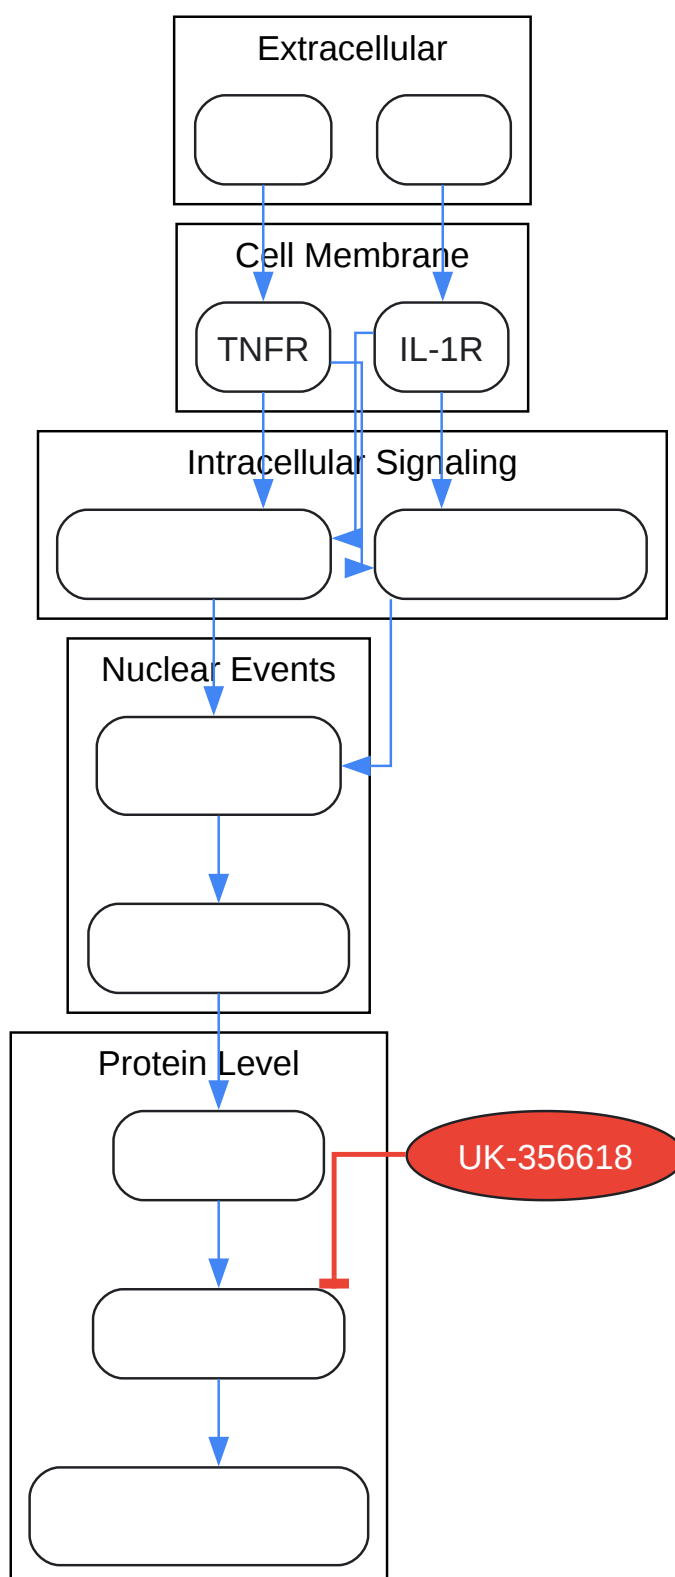 Extracellular
Cell Membrane
TNFR
IL-1R
Intracellular Signaling
Nuclear Events
Protein Level
UK-356618